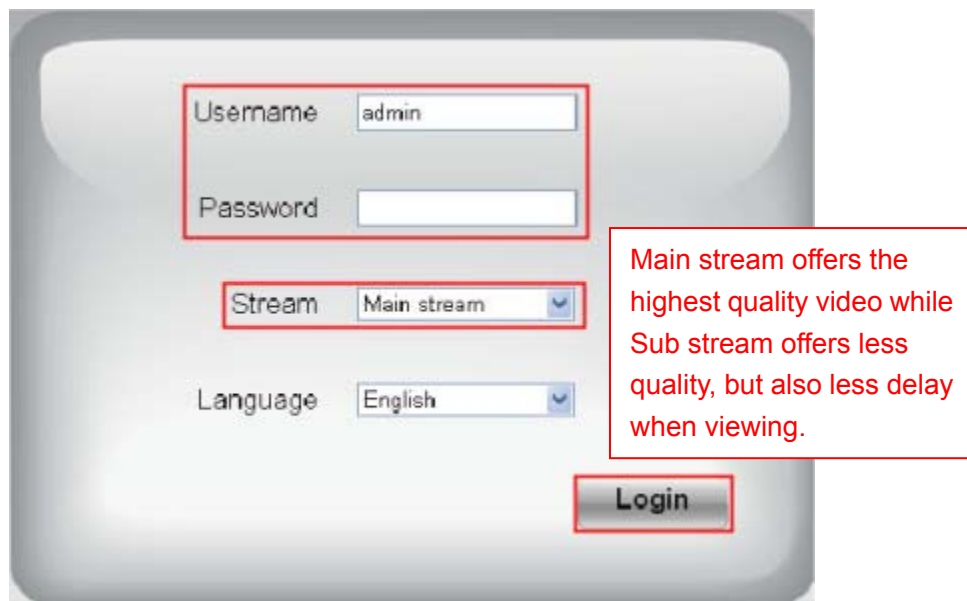 Username admin
Password
Stream Main stream
Language English
Login
Main stream offers the
highest quality video while
Sub stream offers less
quality, but also less delay
when viewing.